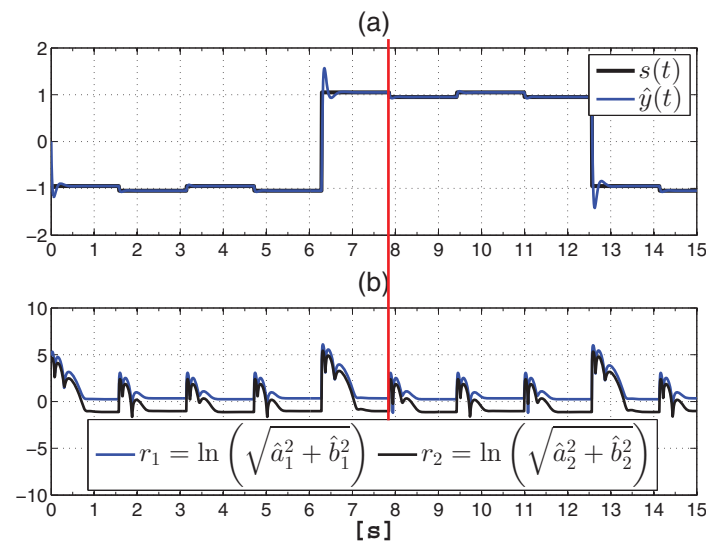 (a)
2
1
0
−1
−2
s(t)
ŷ(t)
0 1 2 3 4 5 6 7 8 9 10 11 12 13 14 15
(b)
10
5
0
−5
−10
r₁ = ln (√(â₁² + b̂₁²)) r₂ = ln (√(â₂² + b̂₂²))
0 1 2 3 4 5 6 7 8 9 10 11 12 13 14 15
[s]